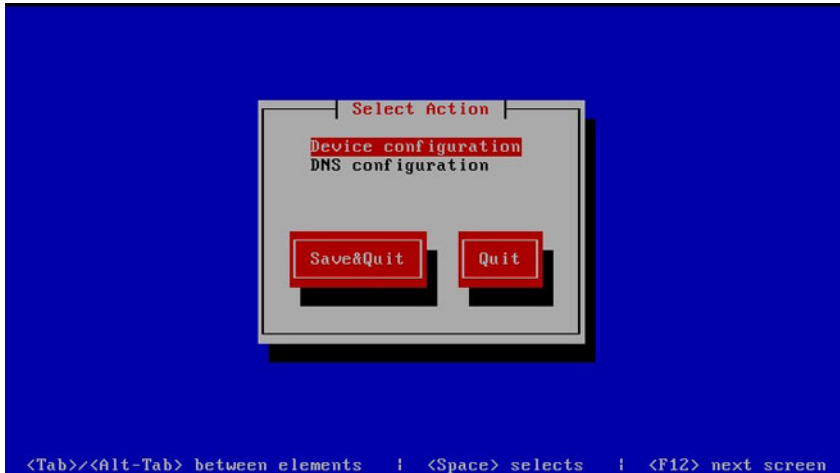 Select Action
Device configuration
DNS configuration
Save&Quit Quit
<Tab>/<Alt-Tab> between elements | <Space> selects | <F12> next screen